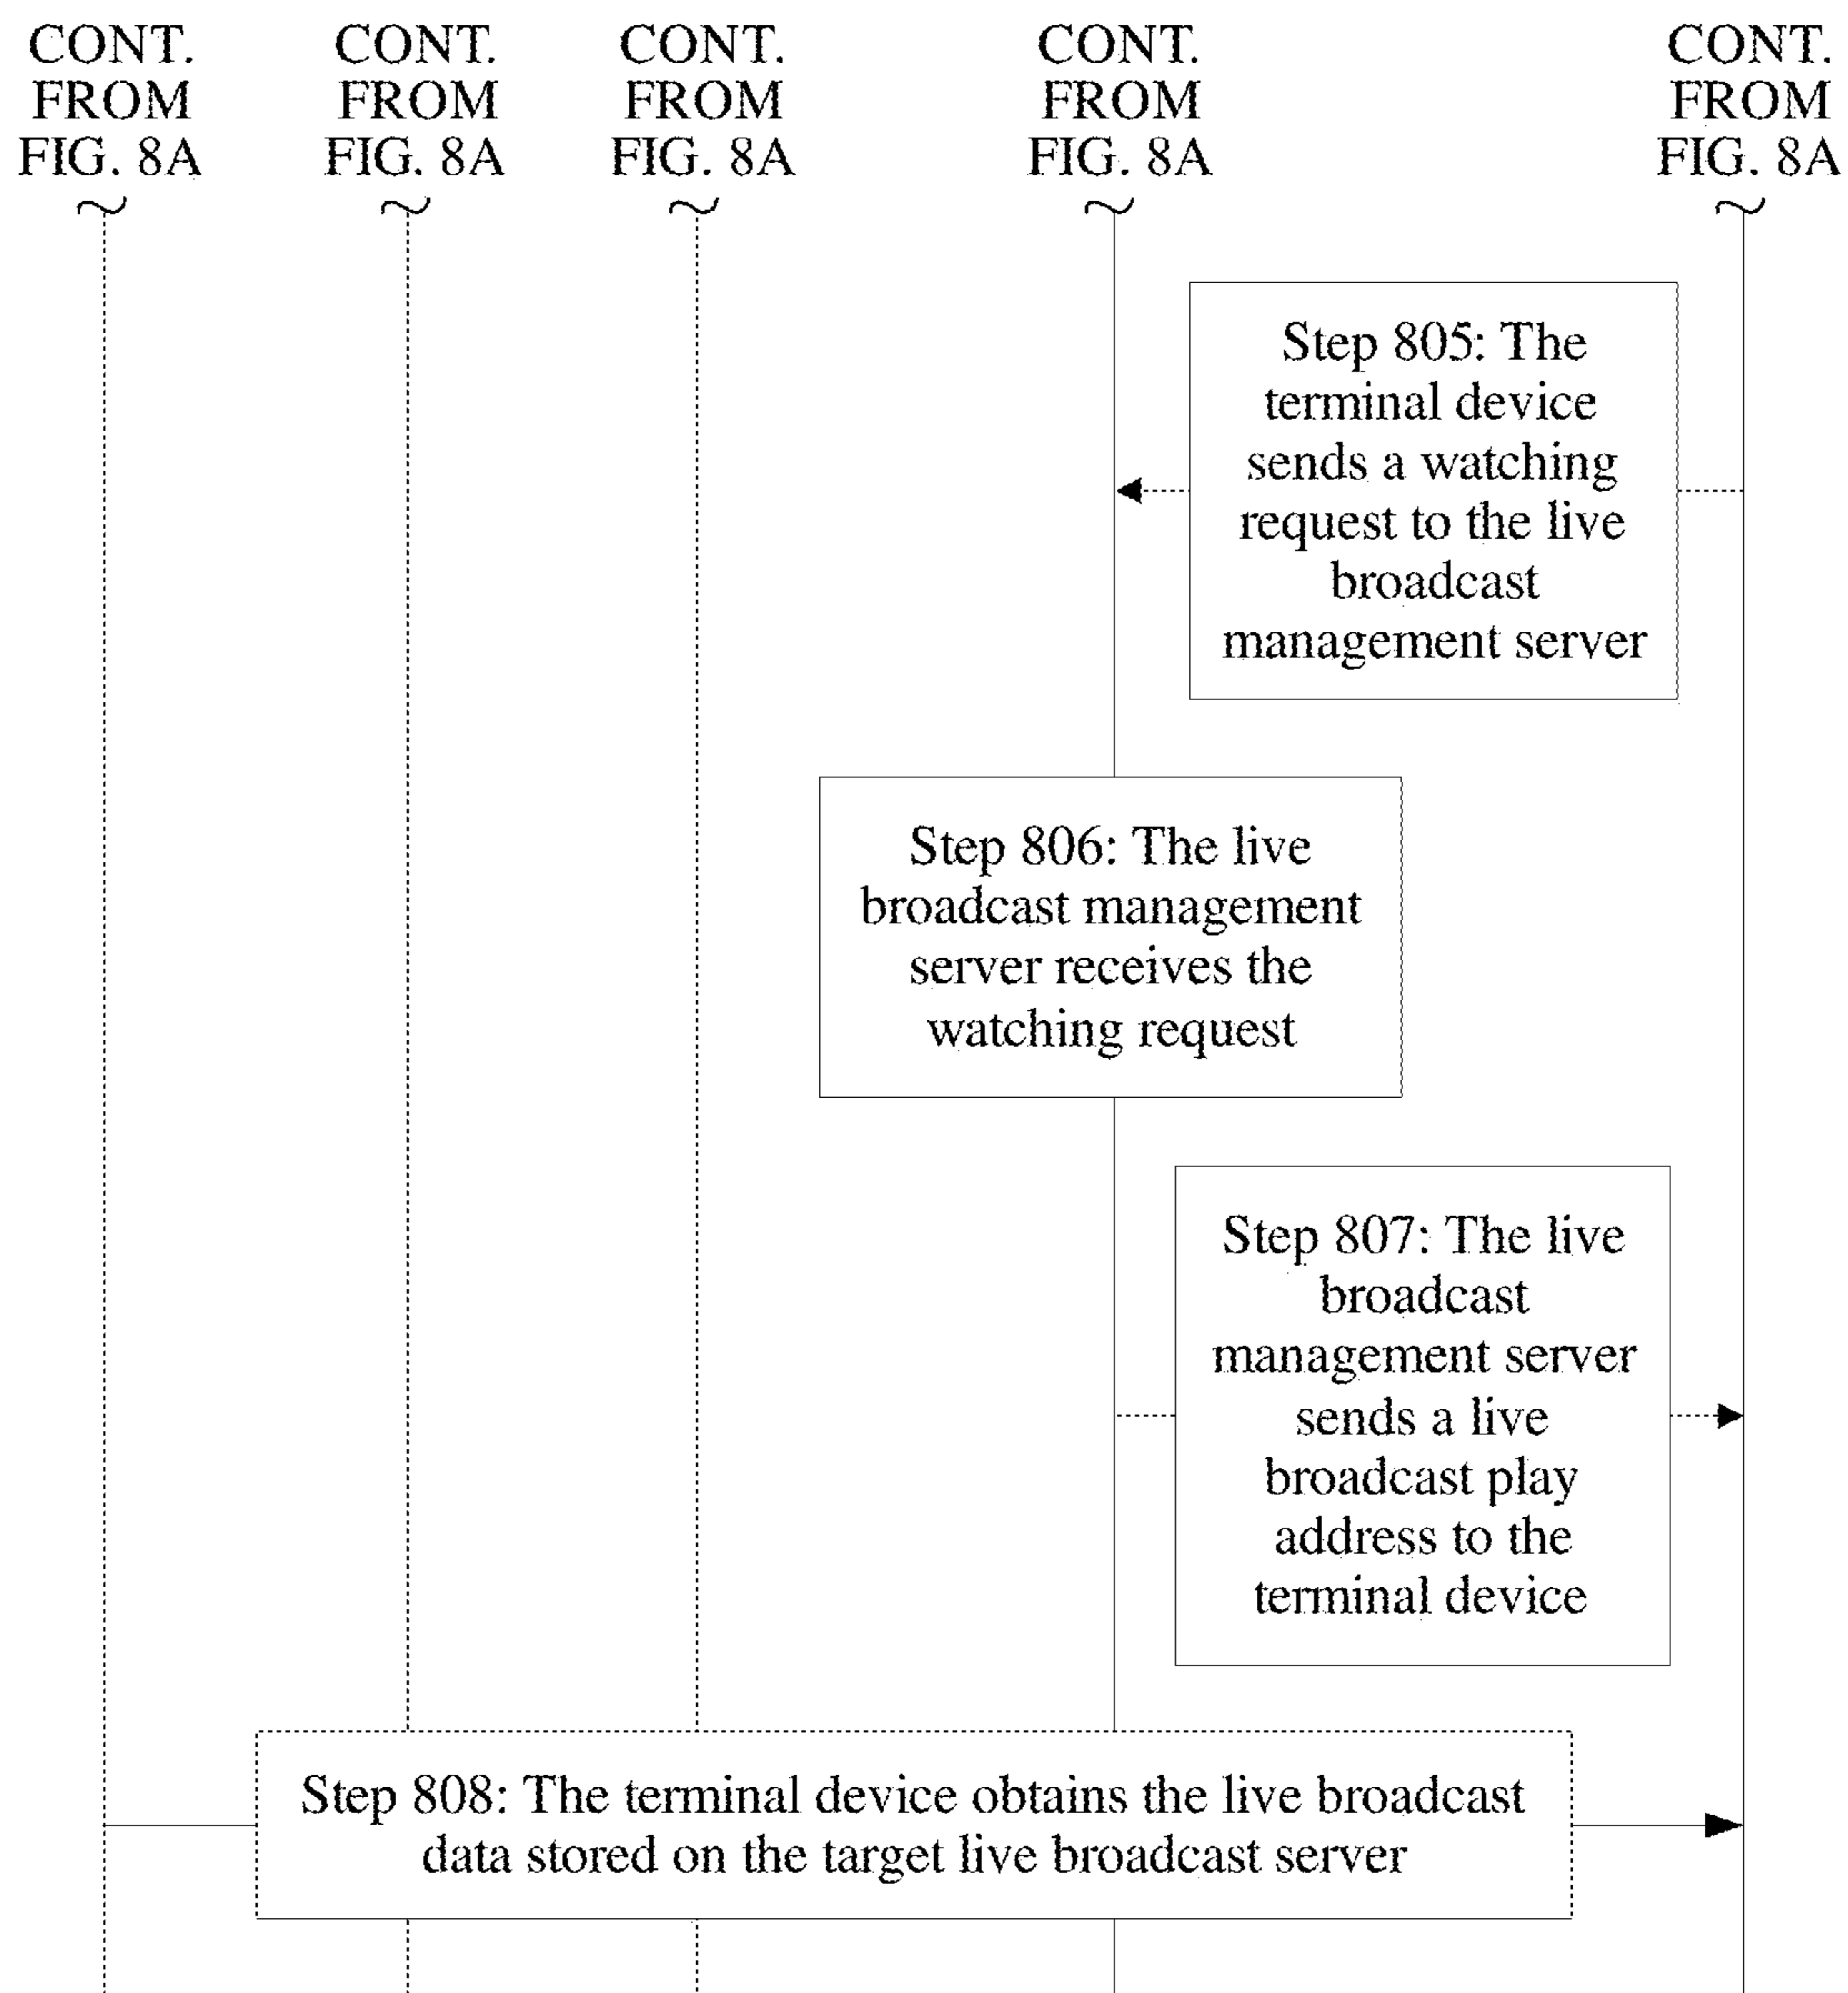 CONT.
FROM
FIG. 8A
CONT.
FROM
FIG. 8A
CONT.
FROM
FIG. 8A
CONT.
FROM
FIG. 8A
CONT.
FROM
FIG. 8A
Step 805: The
terminal device
sends a watching
request to the live
broadcast
management server
Step 806: The live
broadcast management
server receives the
watching request
Step 807: The live
broadcast
management server
sends a live
broadcast play
address to the
terminal device
Step 808: The terminal device obtains the live broadcast
data stored on the target live broadcast server